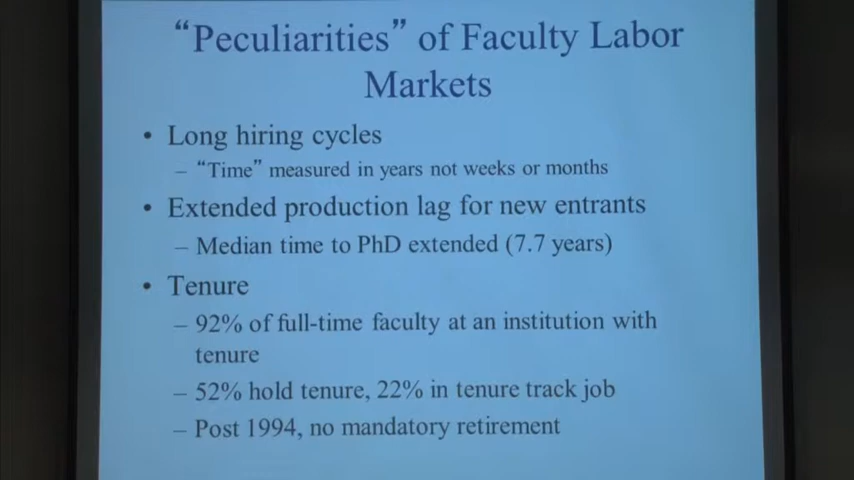 “Peculiarities” of Faculty Labor
Markets
• Long hiring cycles
– “Time” measured in years not weeks or months
• Extended production lag for new entrants
– Median time to PhD extended (7.7 years)
• Tenure
– 92% of full-time faculty at an institution with
tenure
– 52% hold tenure, 22% in tenure track job
– Post 1994, no mandatory retirement